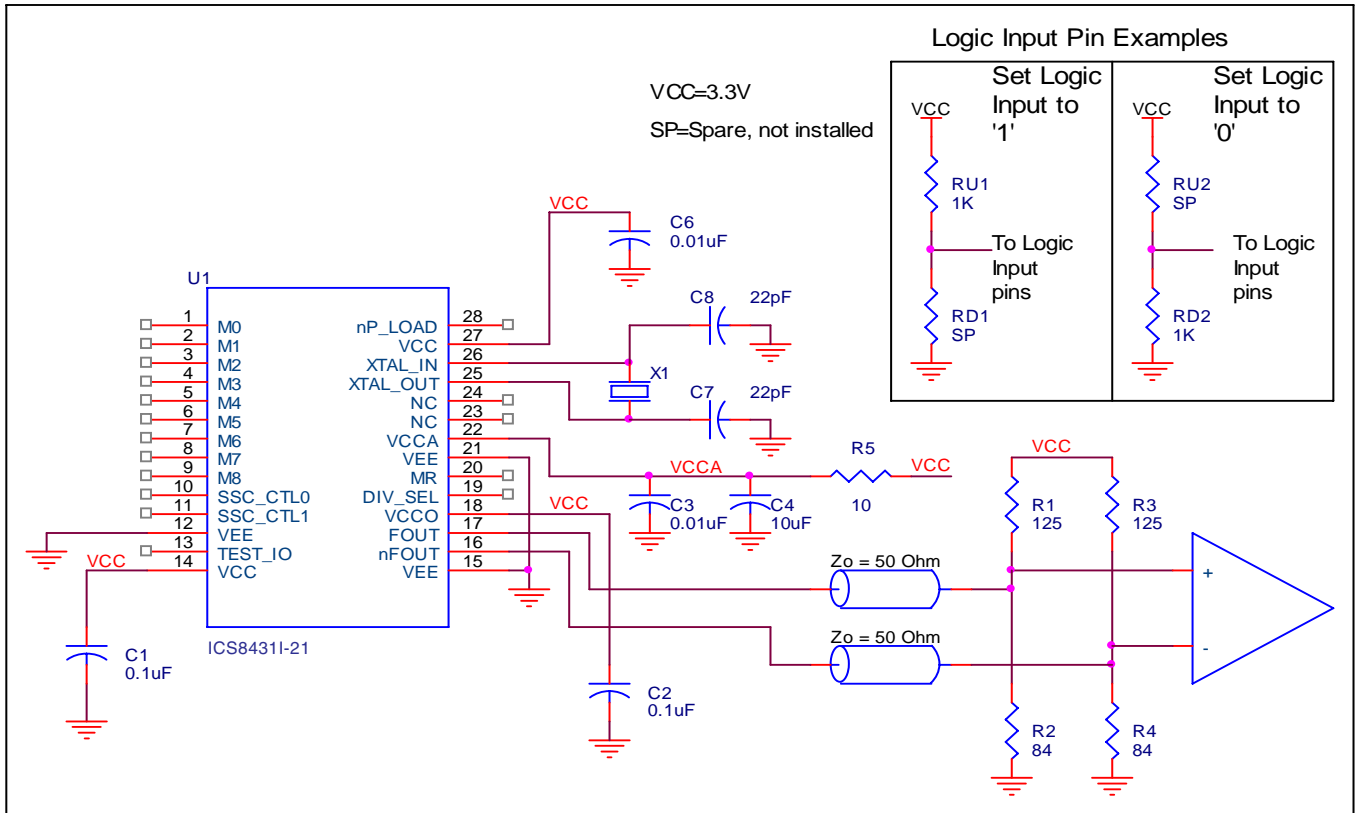 Logic Input Pin Examples
VCC=3.3V
SP=Spare, not installed
Set Logic
Input to
'1'
VCC
RU1
1K
To Logic
Input
pins
RD1
SP
Set Logic
Input to
'0'
VCC
RU2
SP
To Logic
Input
pins
RD2
1K
VCC
C6
0.01uF
U1
1 M0
2 M1
3 M2
4 M3
5 M4
6 M5
7 M6
8 M7
9 M8
10 SSC_CTL0
11 SSC_CTL1
12 VEE
13 TEST_IO
14 VCC
nP_LOAD 28
VCC 27
XTAL_IN 26
XTAL_OUT 25
NC 24
NC 23
VCCA 22
VEE 21
MR 20
DIV_SEL 19
VCCO 18
FOUT 17
nFOUT 16
VEE 15
ICS8431I-21
C8 22pF
X1
C7 22pF
VCCA
R5
10
VCC
C3
0.01uF
C4
10uF
VCC
VCC
C1
0.1uF
C2
0.1uF
Zo = 50 Ohm
Zo = 50 Ohm
VCC
R1
125
R3
125
+
-
R2
84
R4
84